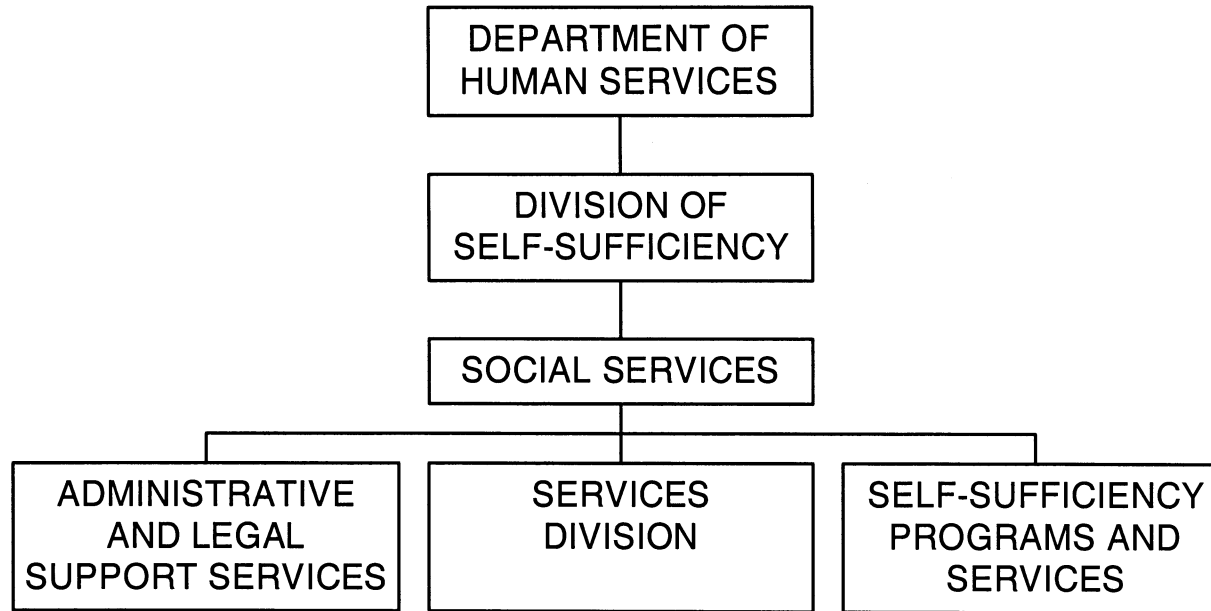 DEPARTMENT OF
HUMAN SERVICES
DIVISION OF
SELF-SUFFICIENCY
SOCIAL SERVICES
ADMINISTRATIVE
AND LEGAL
SUPPORT SERVICES
SERVICES
DIVISION
SELF-SUFFICIENCY
PROGRAMS AND
SERVICES